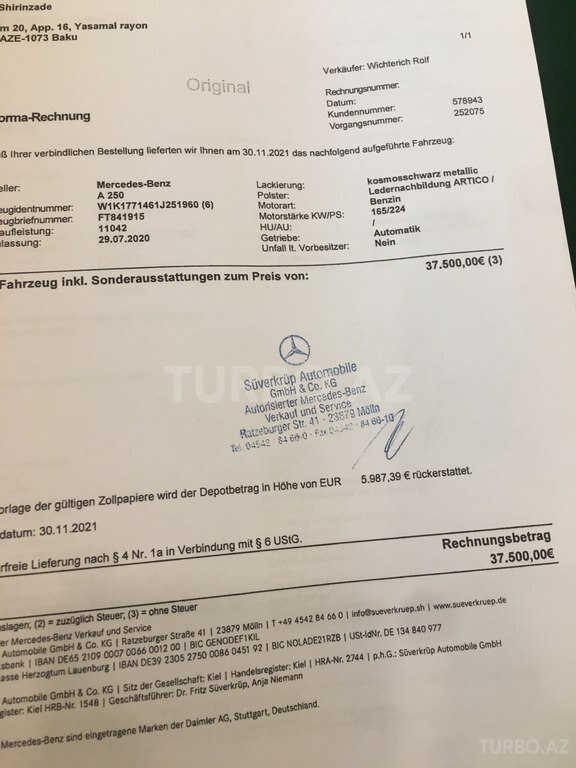 Shirinzade
m 20, App. 16, Yasamal rayon
AZE-1073 Baku
1/1
Original
Verkäufer: Wichterich Rolf
Rechnungsnummer:
Datum:
Kundennummer: 578943
Vorgangsnummer: 252075
orma-Rechnung
ß Ihrer verbindlichen Bestellung lieferten wir Ihnen am 30.11.2021 das nachfolgend aufgeführte Fahrzeug:
eller: Mercedes-Benz
A 250
eugidentnummer: W1K1771461J251960 (6)
eugbriefnummer: FT841915
aufleistung: 11042
lassung: 29.07.2020
Lackierung: kosmosschwarz metallic
Polster: Ledernachbildung ARTICO /
Motorart: Benzin
Motorstärke KW/PS: 165/224
HU/AU: /
Getriebe: Automatik
Unfall lt. Vorbesitzer: Nein
Fahrzeug inkl. Sonderausstattungen zum Preis von: 37.500,00€ (3)
TURBO.AZ
Süverkrüp Automobile
GmbH & Co. KG
Autorisierter Mercedes-Benz
Verkauf und Service
Ratzeburger Str. 41 - 23879 Mölln
Tel. 04542 - 84 66-0 - Fax 04542 - 84 66-10
orlage der gültigen Zollpapiere wird der Depotbetrag in Höhe von EUR 5.987,39 € rückerstattet.
datum: 30.11.2021
rfreie Lieferung nach § 4 Nr. 1a in Verbindung mit § 6 UStG.
Rechnungsbetrag
37.500,00€
uslagen; (2) = zuzüglich Steuer; (3) = ohne Steuer
er Mercedes-Benz Verkauf und Service
Automobile GmbH & Co. KG | Ratzeburger Straße 41 | 23879 Mölln | T +49 4542 84 66 0 | info@sueverkruep.sh | www.sueverkruep.de
sbank | IBAN DE65 2109 0007 0066 0012 00 | BIC GENODEF1KIL
asse Herzogtum Lauenburg | IBAN DE39 2305 2750 0086 0451 92 | BIC NOLADE21RZB | USt-IdNr. DE 134 840 977
Automobile GmbH & Co. KG | Sitz der Gesellschaft: Kiel | Handelsregister: Kiel | HRA-Nr. 2744 | p.h.G.: Süverkrüp Automobile GmbH
egister: Kiel HRB-Nr. 1548 | Geschäftsführer: Dr. Fritz Süverkrüp, Anja Niemann
Mercedes-Benz sind eingetragene Marken der Daimler AG, Stuttgart, Deutschland.
TURBO.AZ